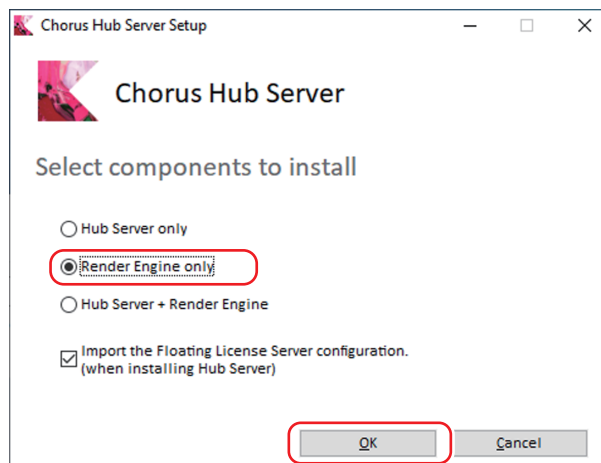 Chorus Hub Server Setup
Chorus Hub Server
Select components to install
Hub Server only
Render Engine only
Hub Server + Render Engine
Import the Floating License Server configuration.
(when installing Hub Server)
OK
Cancel